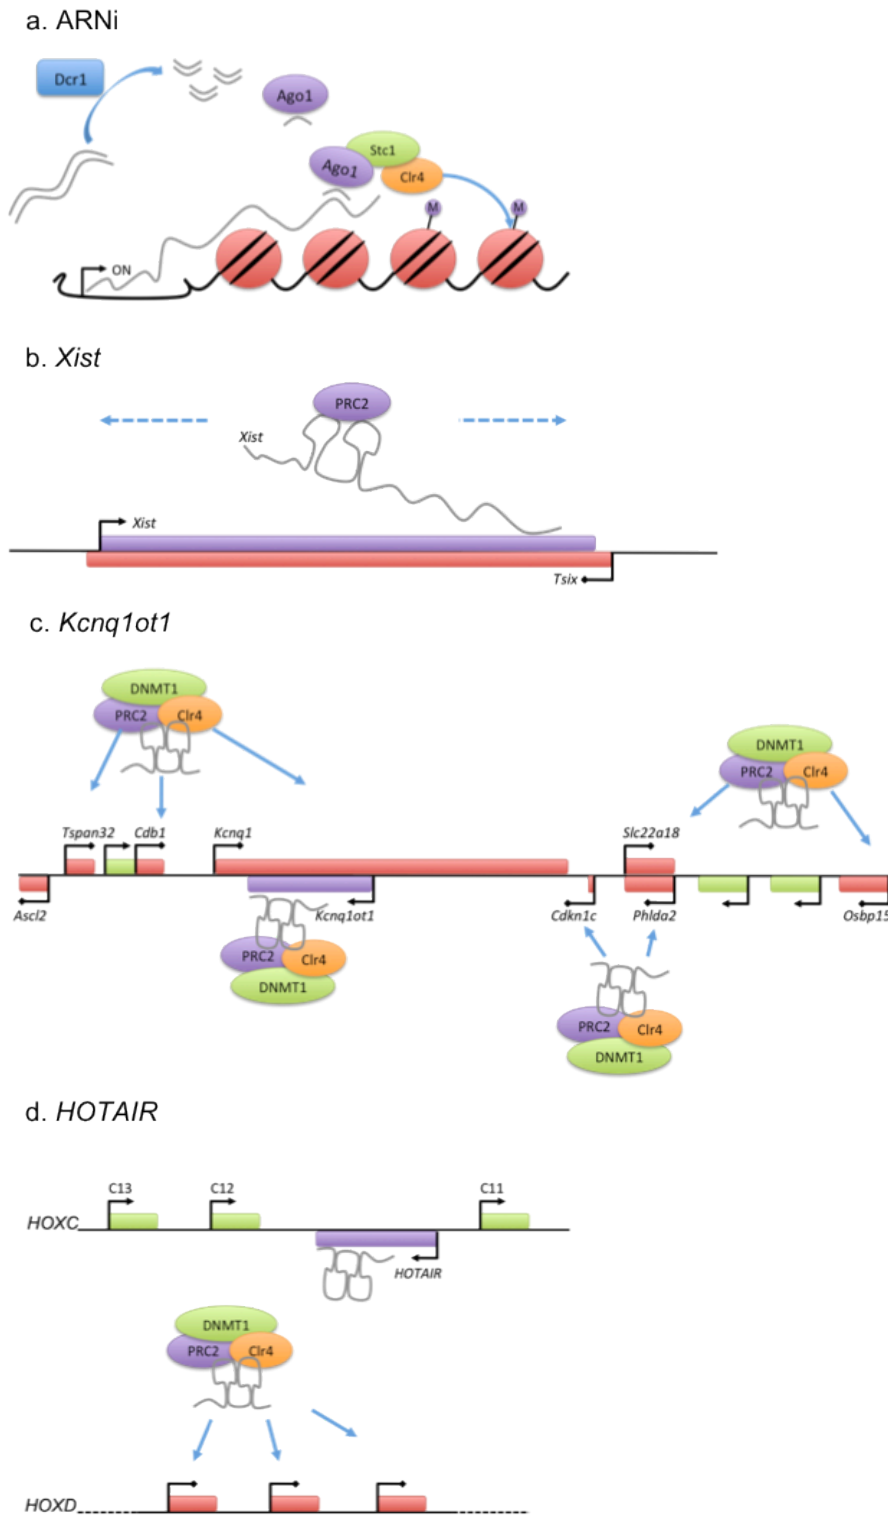 a. ARNi
Dcr1
Ago1
Stc1
Ago1
Clr4
M
M
ON
b. Xist
PRC2
Xist
Xist
Tsix
c. Kcnq1ot1
DNMT1
PRC2
Clr4
DNMT1
PRC2
Clr4
Tspan32
Cdb1
Kcnq1
Slc22a18
Ascl2
Kcnq1ot1
Cdkn1c
Phlda2
Osbp15
PRC2
Clr4
DNMT1
PRC2
Clr4
DNMT1
d. HOTAIR
C13
C12
C11
HOXC
HOTAIR
DNMT1
PRC2
Clr4
HOXD